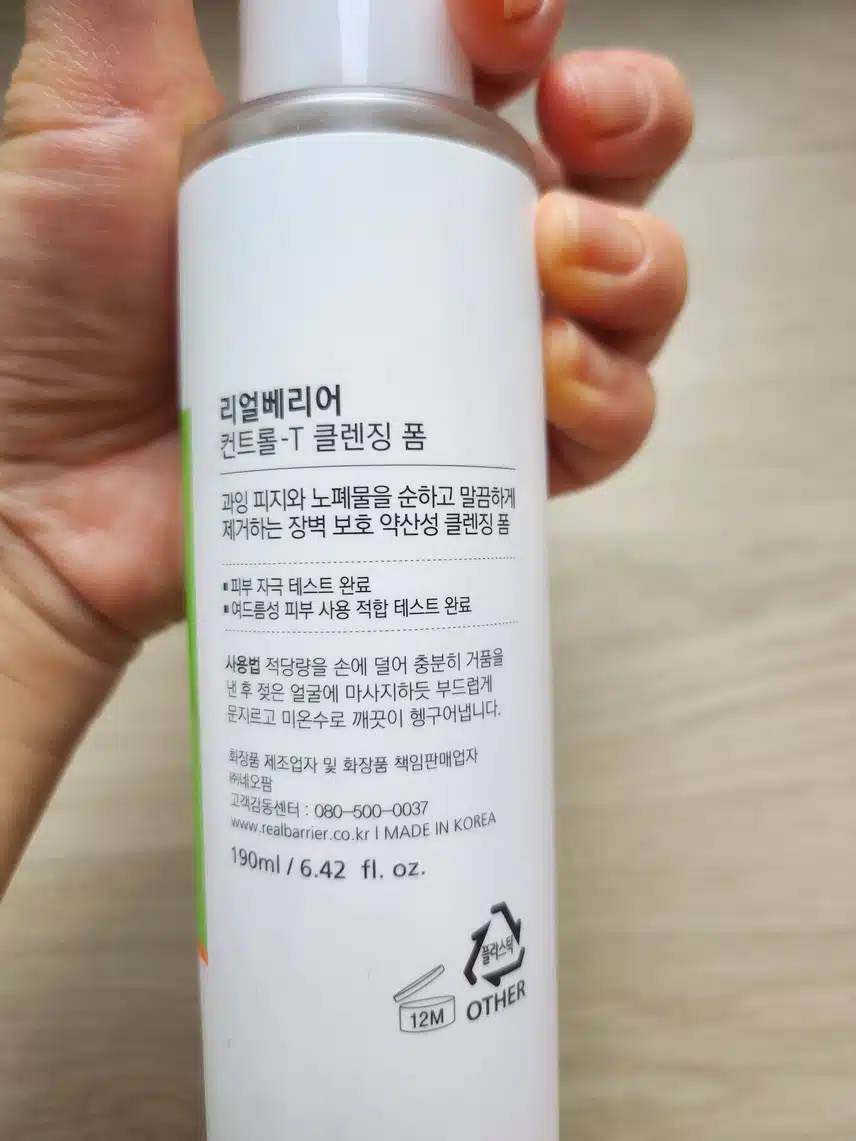 리얼베리어
컨트롤-T 클렌징 폼
과잉 피지와 노폐물을 순하고 말끔하게
제거하는 장벽 보호 약산성 클렌징 폼
▪피부 자극 테스트 완료
▪여드름성 피부 사용 적합 테스트 완료
사용법 적당량을 손에 덜어 충분히 거품을
낸 후 젖은 얼굴에 마사지하듯 부드럽게
문지르고 미온수로 깨끗이 헹구어냅니다.
화장품 제조업자 및 화장품 책임판매업자
㈜네오팜
고객감동센터 : 080-500-0037
www.realbarrier.co.kr l MADE IN KOREA
190ml / 6.42 fl. oz.
플라스틱
12M
OTHER